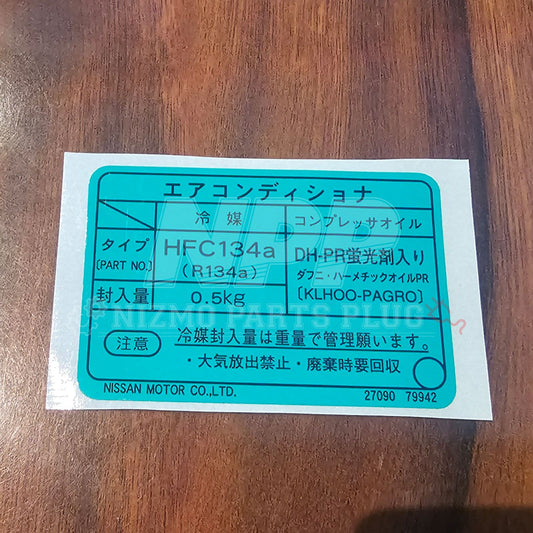 エアコンディショナ
冷媒 コンプレッサオイル
タイプ HFC134a DH-PR蛍光剤入り
(PART NO.) (R134a) ダフニ・ハーメチックオイルPR
封入量 0.5kg (KLHOO-PAGRO)
注意 冷媒封入量は重量で管理願います。
・大気放出禁止・廃棄時要回収
NISSAN MOTOR CO.,LTD. 27090 79942
NPP
NIZMO PARTS PLUS